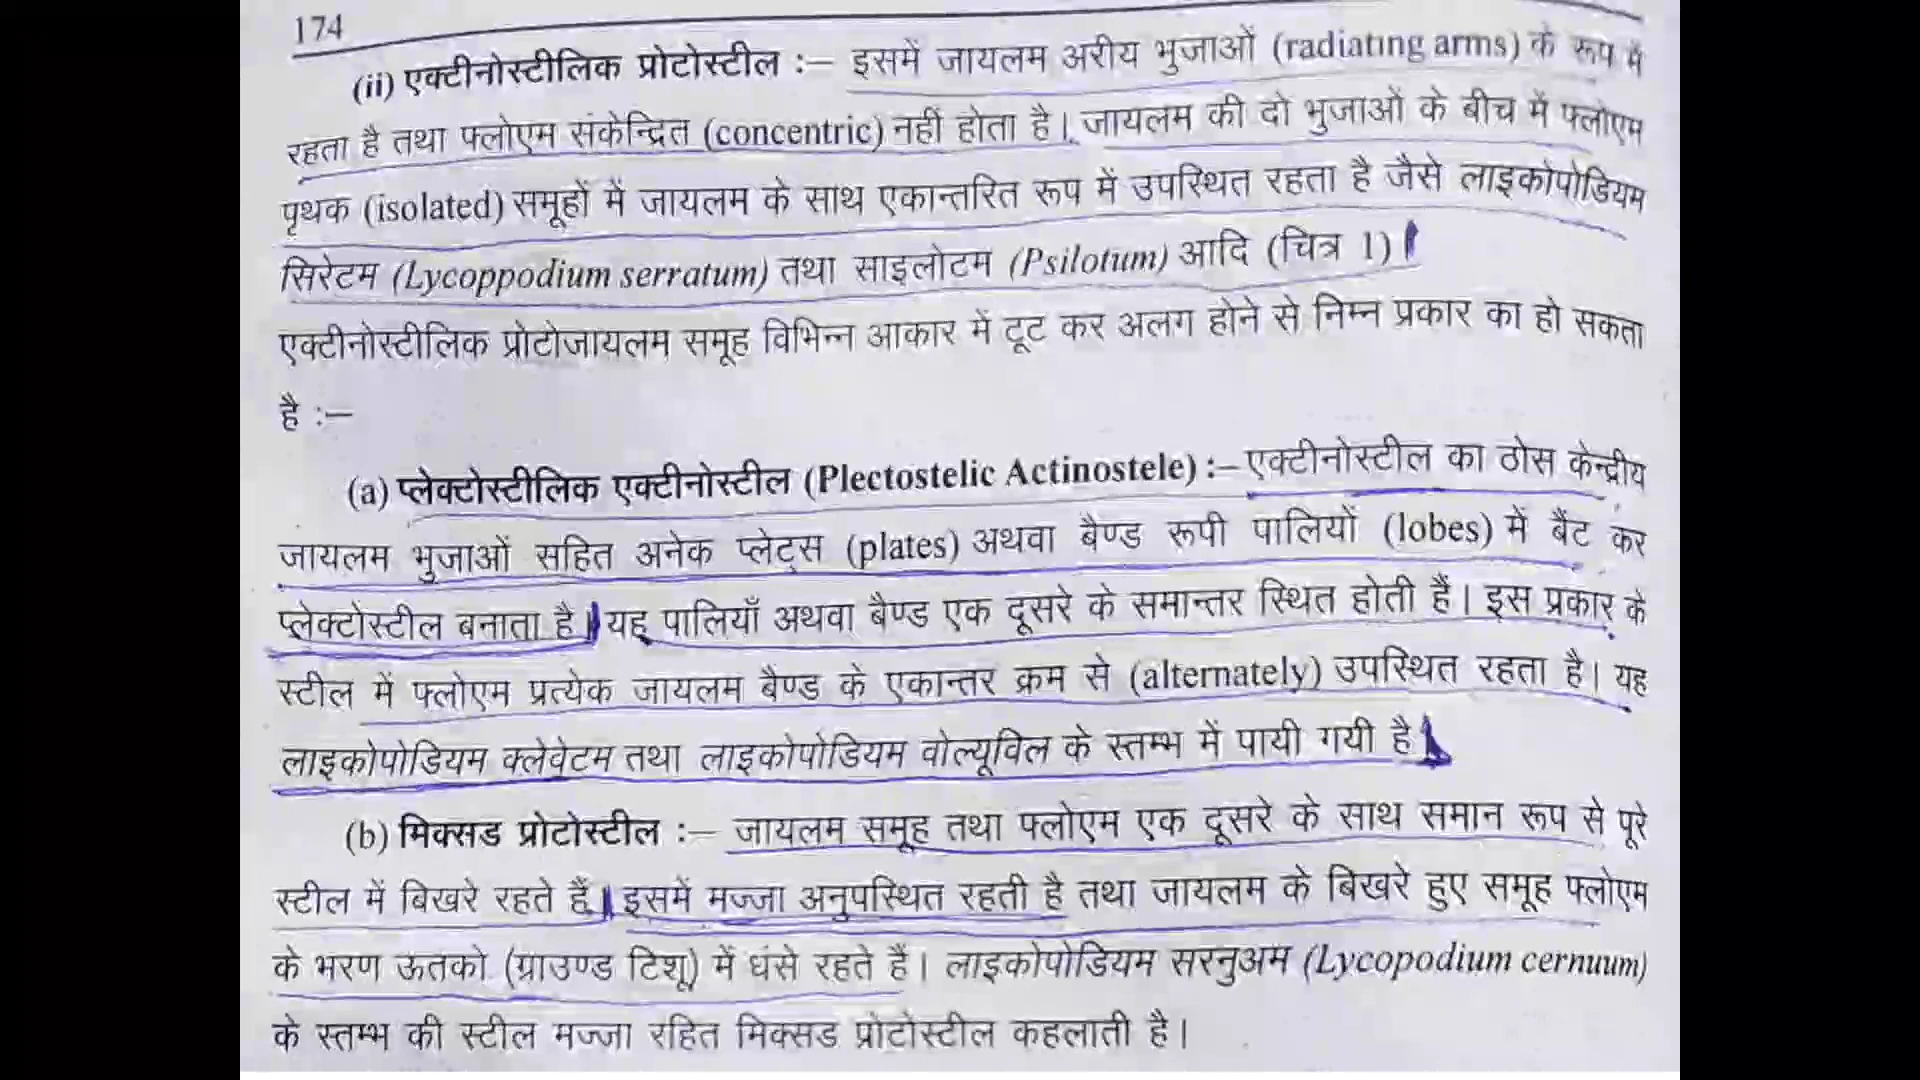 174
(ii) एक्टीनोस्टीलिक प्रोटोस्टील :– इसमें जायलम अरीय भुजाओं (radiating arms) के रूप में
रहता है तथा फ्लोएम संकेन्द्रित (concentric) नहीं होता है। जायलम की दो भुजाओं के बीच में फ्लोएम
पृथक (isolated) समूहों में जायलम के साथ एकान्तरित रूप में उपस्थित रहता है जैसे लाइकोपोडियम
सिरेटम (Lycoppodium serratum) तथा साइलोटम (Psilotum) आदि (चित्र 1)।
एक्टीनोस्टीलिक प्रोटोजायलम समूह विभिन्न आकार में टूट कर अलग होने से निम्न प्रकार का हो सकता
है :–
(a) प्लेक्टोस्टीलिक एक्टीनोस्टील (Plectostelic Actinostele) :– एक्टीनोस्टील का ठोस केन्द्रीय
जायलम भुजाओं सहित अनेक प्लेट्स (plates) अथवा बैण्ड रूपी पालियों (lobes) में बँट कर
प्लेक्टोस्टील बनाता है। यह पालियाँ अथवा बैण्ड एक दूसरे के समान्तर स्थित होती हैं। इस प्रकार के
स्टील में फ्लोएम प्रत्येक जायलम बैण्ड के एकान्तर क्रम से (alternately) उपस्थित रहता है। यह
लाइकोपोडियम क्लेवेटम तथा लाइकोपोडियम वोल्यूविल के स्तम्भ में पायी गयी है।
(b) मिक्सड प्रोटोस्टील :– जायलम समूह तथा फ्लोएम एक दूसरे के साथ समान रूप से पूरे
स्टील में बिखरे रहते हैं। इसमें मज्जा अनुपस्थित रहती है तथा जायलम के बिखरे हुए समूह फ्लोएम
के भरण ऊतको (ग्राउण्ड टिशू) में धंसे रहते हैं। लाइकोपोडियम सरनुअम (Lycopodium cernuum)
के स्तम्भ की स्टील मज्जा रहित मिक्सड प्रोटोस्टील कहलाती है।